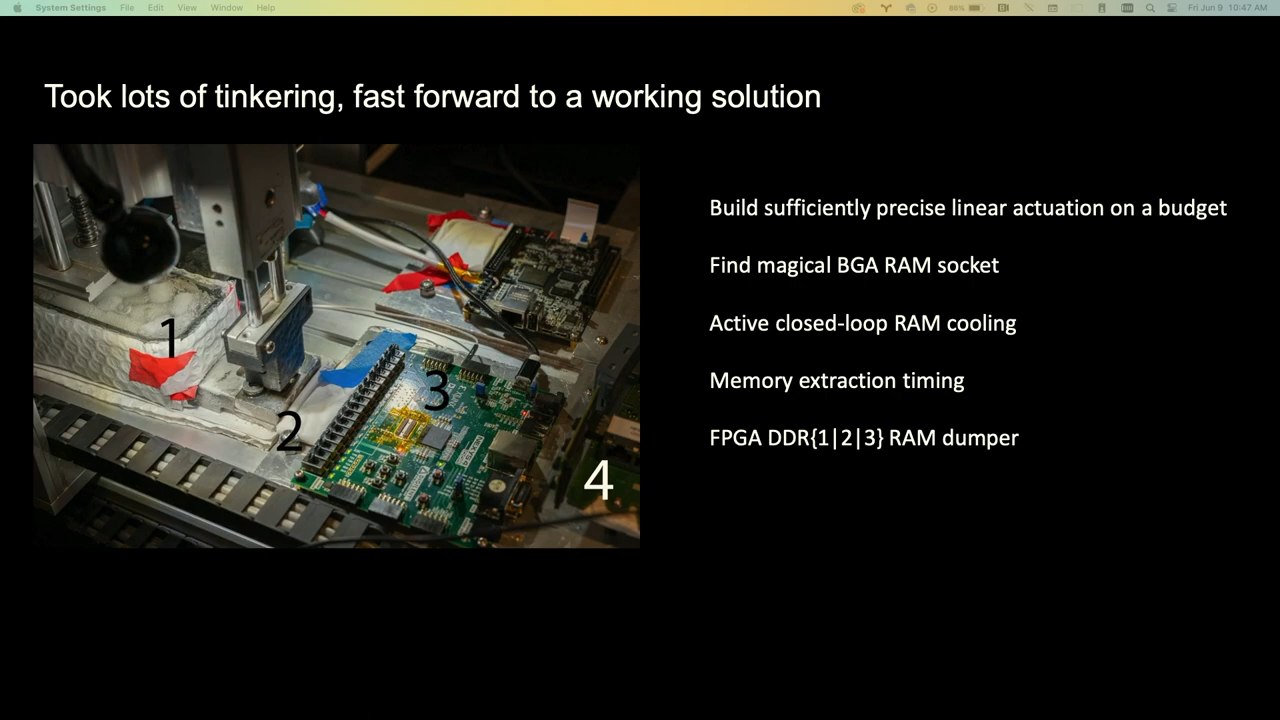 System Settings File Edit View Window Help 86% Fri Jun 9 10:47 AM
Took lots of tinkering, fast forward to a working solution
1
2
3
4
Build sufficiently precise linear actuation on a budget
Find magical BGA RAM socket
Active closed-loop RAM cooling
Memory extraction timing
FPGA DDR{1|2|3} RAM dumper